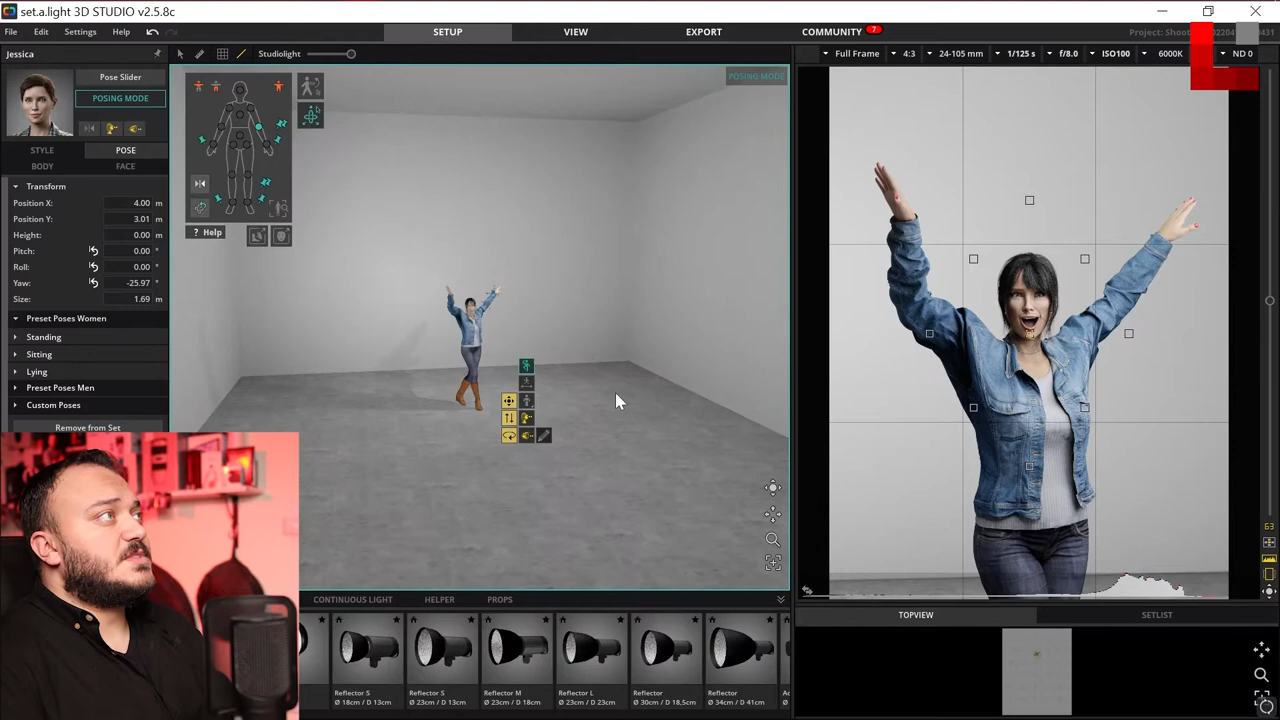 set.a.light 3D STUDIO v2.5.8c
File
Edit
Settings
Help
SETUP
VIEW
EXPORT
COMMUNITY
7
Jessica
Pose Slider
POSING MODE
STYLE
POSE
BODY
FACE
Transform
Position X:
4.00
m
Position Y:
3.01
m
Height:
0.00
m
Pitch:
0.00
°
Roll:
0.00
°
Yaw:
-25.97
°
Size:
1.69
m
Preset Poses Women
Standing
Sitting
Lying
Preset Poses Men
Custom Poses
Remove from Set
Studiolight
POSING MODE
? Help
CONTINUOUS LIGHT
HELPER
PROPS
Reflector S
Ø 18cm / D 13cm
Reflector S
Ø 23cm / D 13cm
Reflector M
Ø 23cm / D 18cm
Reflector L
Ø 23cm / D 23cm
Reflector
Ø 30cm / D 18,5cm
Reflector
Ø 34cm / D 41cm
Full Frame
4:3
24-105 mm
1/125 s
f/8.0
ISO100
6000K
ND 0
63
TOPVIEW
SETLIST